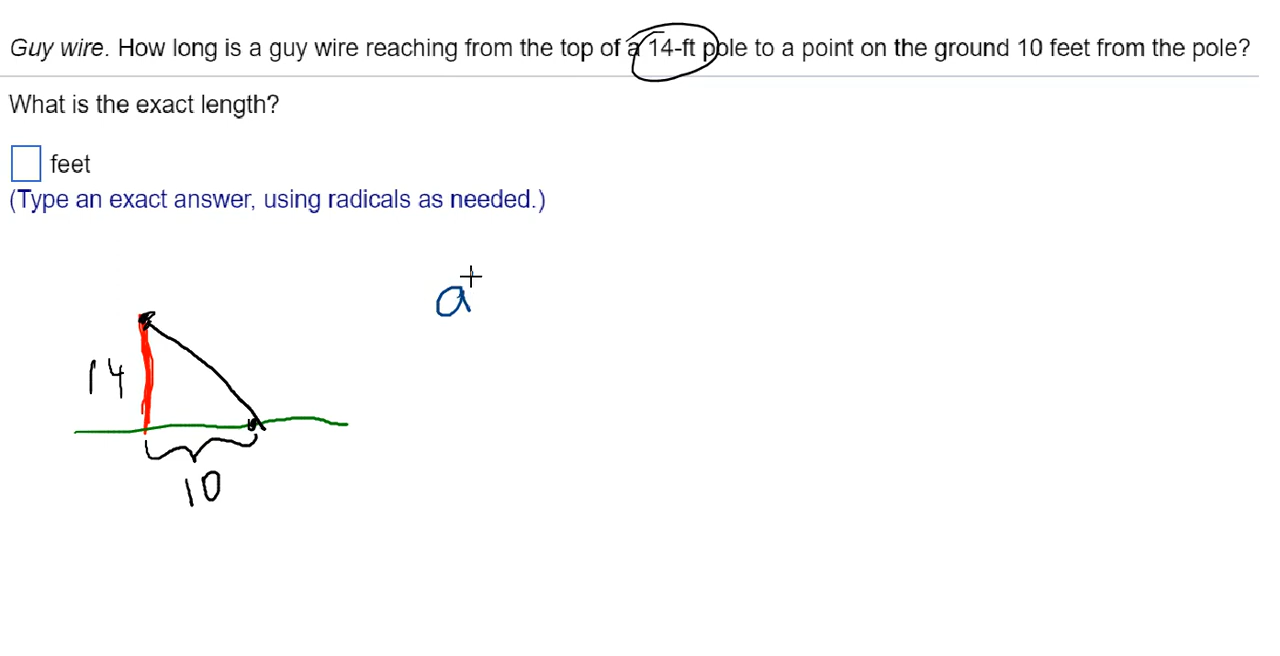 Guy wire. How long is a guy wire reaching from the top of a 14-ft pole to a point on the ground 10 feet from the pole?
What is the exact length?
feet
(Type an exact answer, using radicals as needed.)
a
14
10